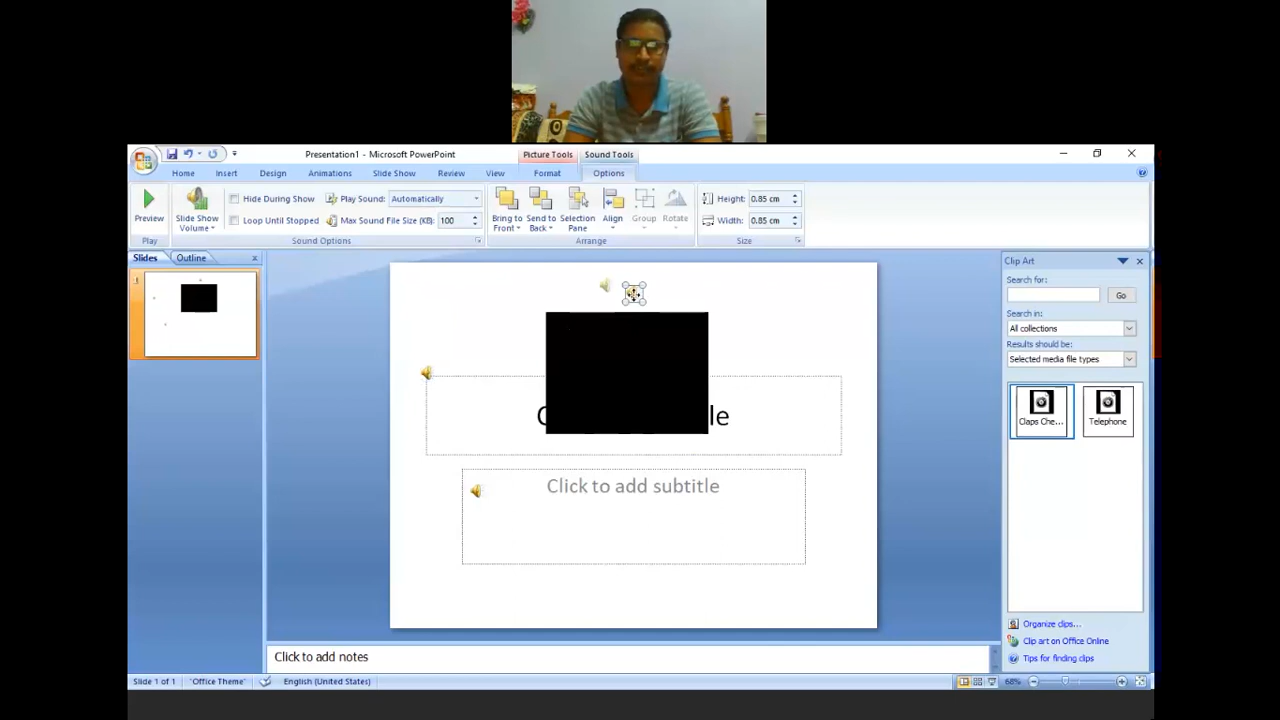 Presentation1 - Microsoft PowerPoint
Picture Tools
Sound Tools
Home
Insert
Design
Animations
Slide Show
Review
View
Format
Options
Preview
Play
Slide Show
Volume
Hide During Show
Loop Until Stopped
Play Sound:
Automatically
Max Sound File Size (KB):
100
Sound Options
Bring to
Front
Send to
Back
Selection
Pane
Align
Group
Rotate
Arrange
Height:
0.85 cm
Width:
0.85 cm
Size
Slides
Outline
1
C
le
Click to add subtitle
Click to add notes
Clip Art
Search for:
Go
Search in:
All collections
Results should be:
Selected media file types
Claps Che...
Telephone
Organize clips...
Clip art on Office Online
Tips for finding clips
Slide 1 of 1
"Office Theme"
English (United States)
68%